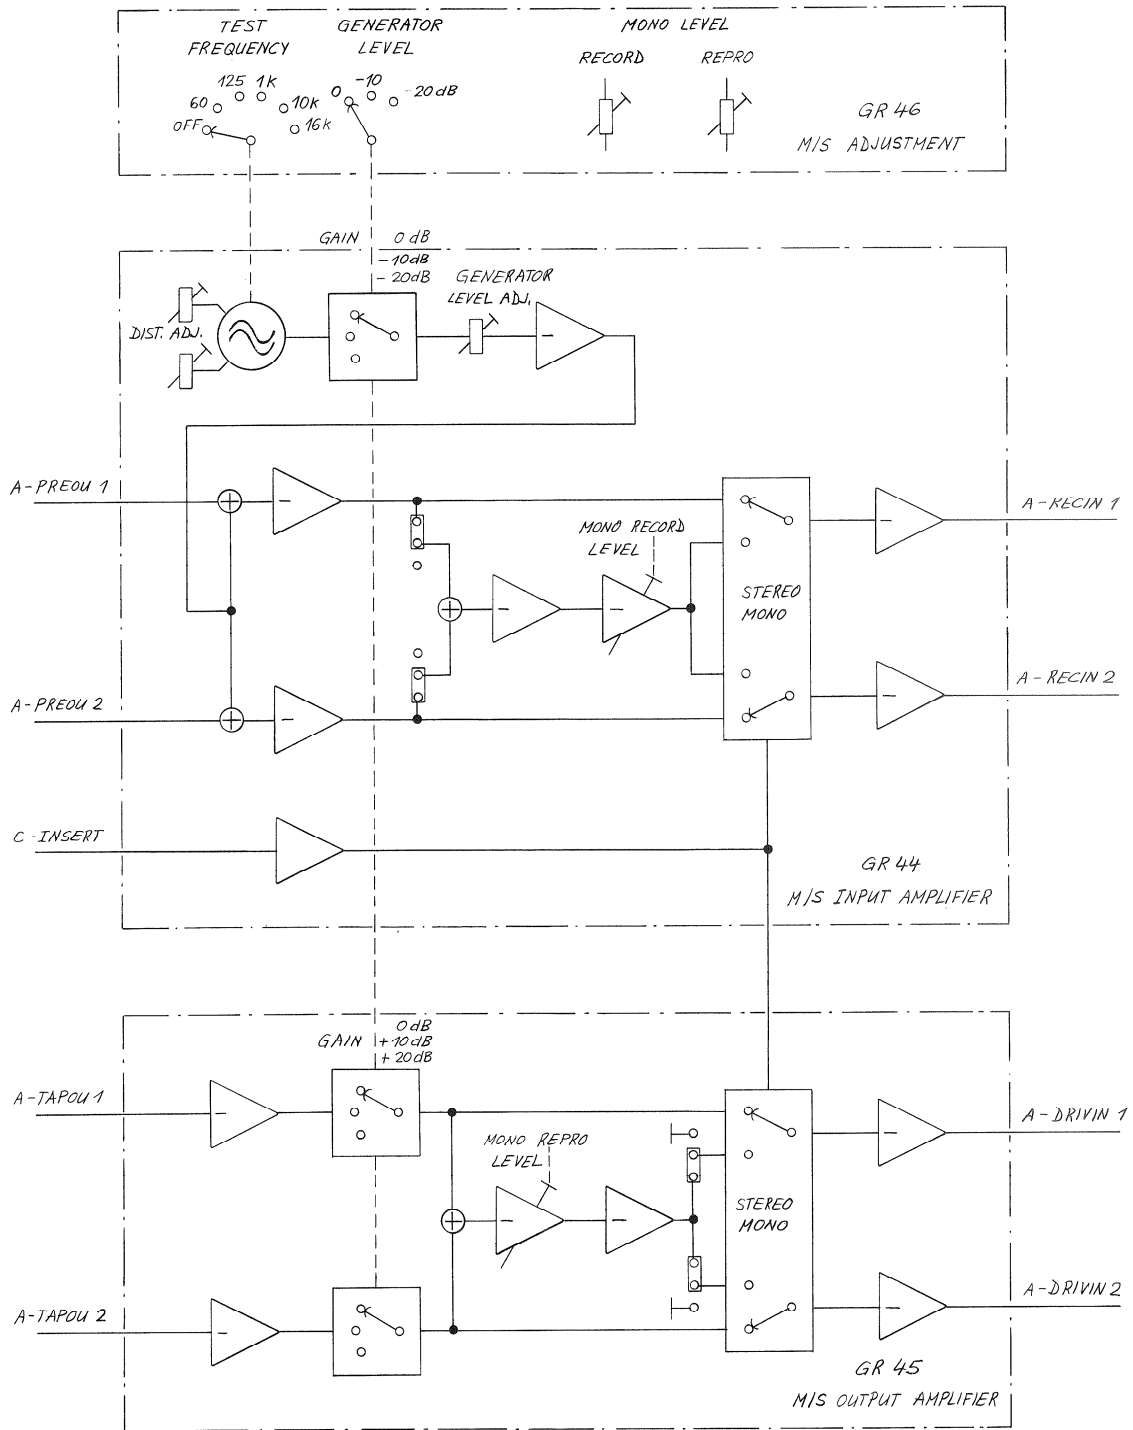 TEST FREQUENCY
GENERATOR LEVEL
MONO LEVEL
RECORD
REPRO
OFF
60
125
1K
10K
16K
0
-10
-20dB
GR 46
M/S ADJUSTMENT
GAIN 0 dB
-10dB
-20dB
GENERATOR
LEVEL ADJ.
DIST. ADJ.
A-PREOU 1
A-RECIN 1
MONO RECORD
LEVEL
STEREO
MONO
A-PREOU 2
A-RECIN 2
C-INSERT
GR 44
M/S INPUT AMPLIFIER
0dB
GAIN +10dB
+20dB
A-TAPOU 1
A-DRIVIN 1
MONO REPRO
LEVEL
STEREO
MONO
A-TAPOU 2
A-DRIVIN 2
GR 45
M/S OUTPUT AMPLIFIER